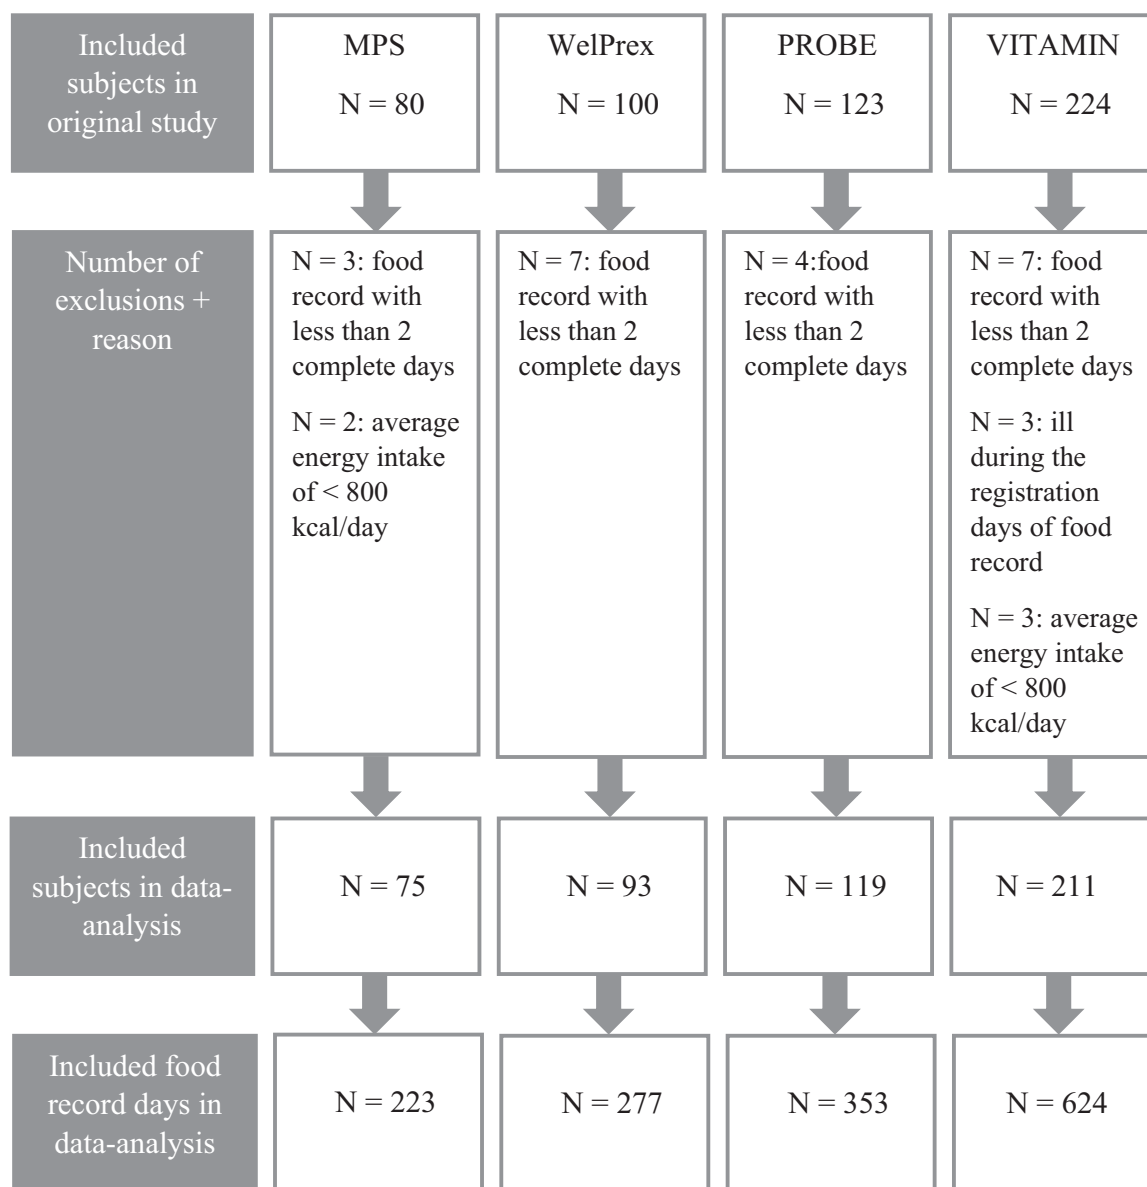 Included
subjects in
original study
MPS
N = 80
WelPrex
N = 100
PROBE
N = 123
VITAMIN
N = 224
Number of
exclusions +
reason
N = 3: food
record with
less than 2
complete days
N = 2: average
energy intake
of < 800
kcal/day
N = 7: food
record with
less than 2
complete days
N = 4:food
record with
less than 2
complete days
N = 7: food
record with
less than 2
complete days
N = 3: ill
during the
registration
days of food
record
N = 3: average
energy intake
of < 800
kcal/day
Included
subjects in data-
analysis
N = 75
N = 93
N = 119
N = 211
Included food
record days in
data-analysis
N = 223
N = 277
N = 353
N = 624